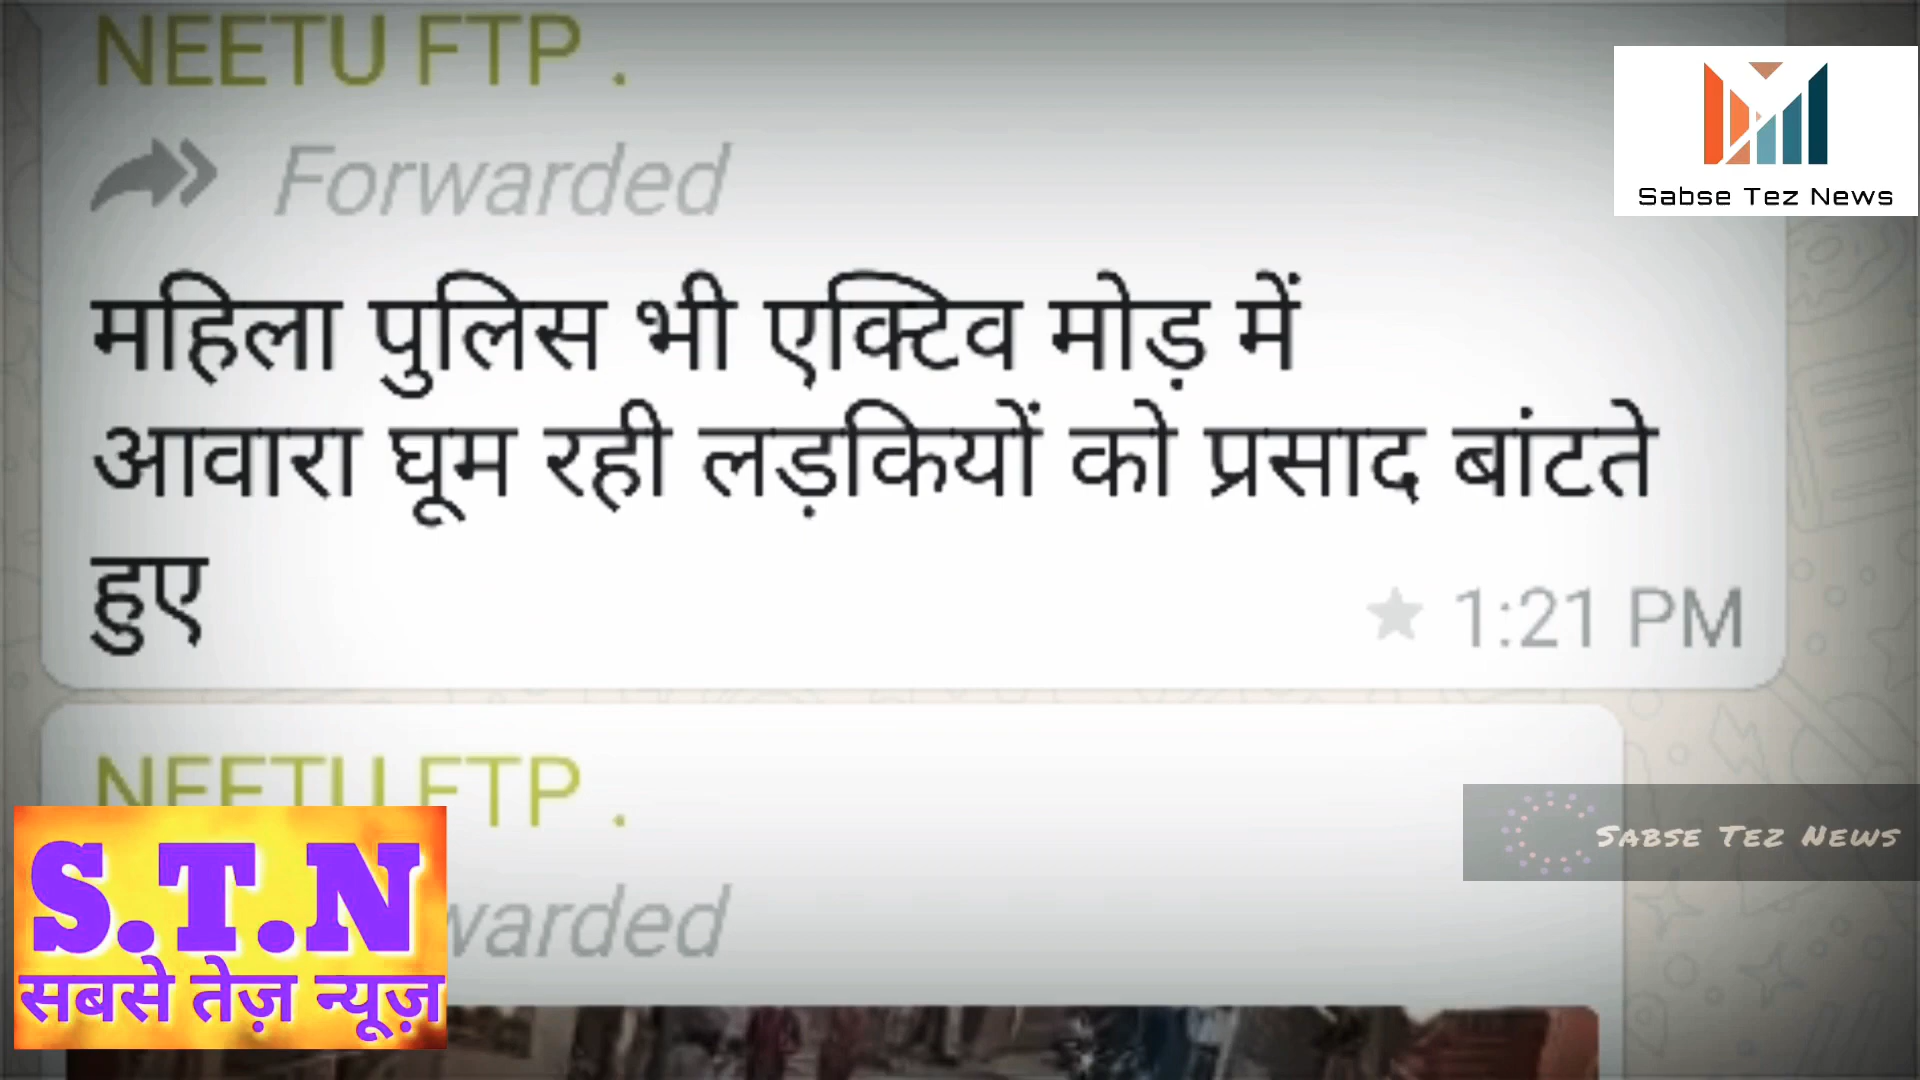 NEETU FTP .
Forwarded
Sabse Tez News
महिला पुलिस भी एक्टिव मोड़ में
आवारा घूम रही लड़कियों को प्रसाद बांटते
हुए
1:21 PM
NEETU FTP .
Sabse Tez News
S.T.N
warded
सबसे तेज़ न्यूज़